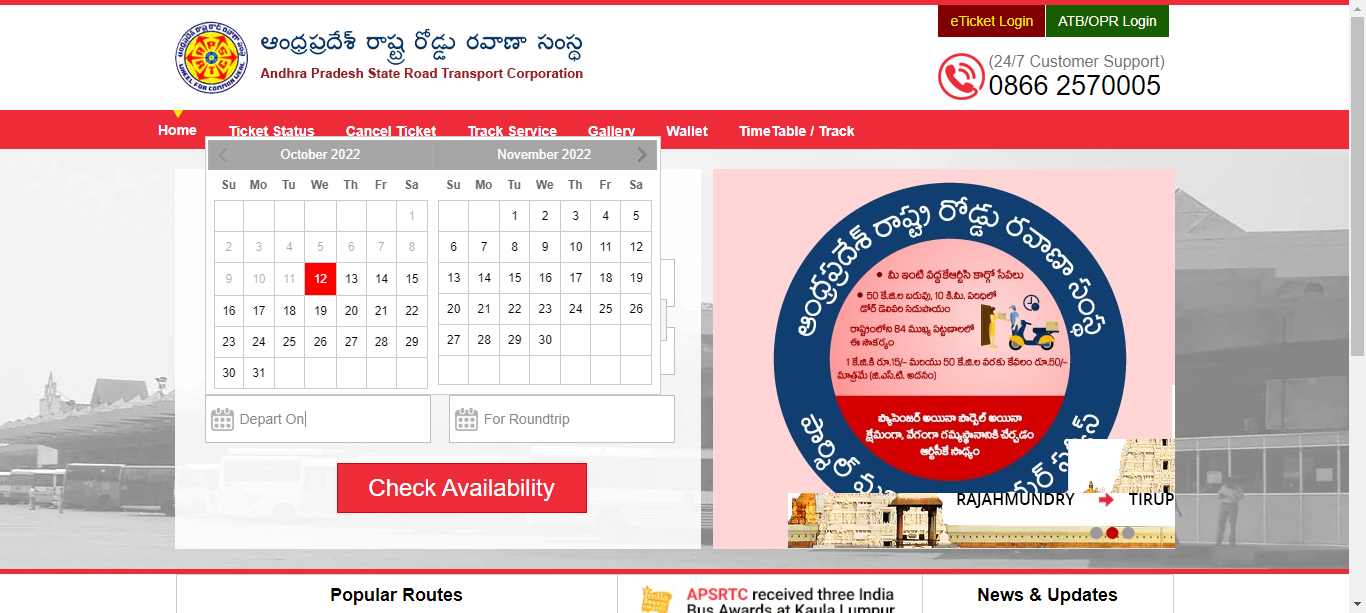 eTicket Login
ATB/OPR Login
ఆంధ్రప్రదేశ్ రాష్ట్ర రోడ్డు రవాణా సంస్థ
Andhra Pradesh State Road Transport Corporation
(24/7 Customer Support)
0866 2570005
Home Ticket Status Cancel Ticket Track Service Gallery Wallet TimeTable / Track
October 2022
Su Mo Tu We Th Fr Sa
1
2 3 4 5 6 7 8
9 10 11 12 13 14 15
16 17 18 19 20 21 22
23 24 25 26 27 28 29
30 31
November 2022
Su Mo Tu We Th Fr Sa
1 2 3 4 5
6 7 8 9 10 11 12
13 14 15 16 17 18 19
20 21 22 23 24 25 26
27 28 29 30
Depart On
For Roundtrip
Check Availability
ఆంధ్రప్రదేశ్ రాష్ట్ర రోడ్డు రవాణా సంస్థ
• మీ ఇంటి వద్దకేఆర్టిసి కార్గో సేవలు
• 50 కే.జి.ల బరువు, 10 కి.మీ. పరిధిలో
డోర్ డెలివరి సదుపాయం
రాష్ట్రంలోని 84 ముఖ్య పట్టణాలలో
ఈ సౌకర్యం
1 కే.జి.కి రూ.15/- మరియు 50 కే.జి.ల వరకు కేవలం రూ.50/-
మాత్రమే (జి.ఎస్.టి. అదనం)
ప్యాసెంజర్ అయినా పార్శెల్ అయినా
క్షేమంగా, వేగంగా గమ్యస్థానానికి చేర్చడం
ఆర్టీసీకే సాధ్యం
RAJAHMUNDRY TIRUP
Popular Routes
APSRTC received three India
Bus Awards at Kaula Lumpur
News & Updates